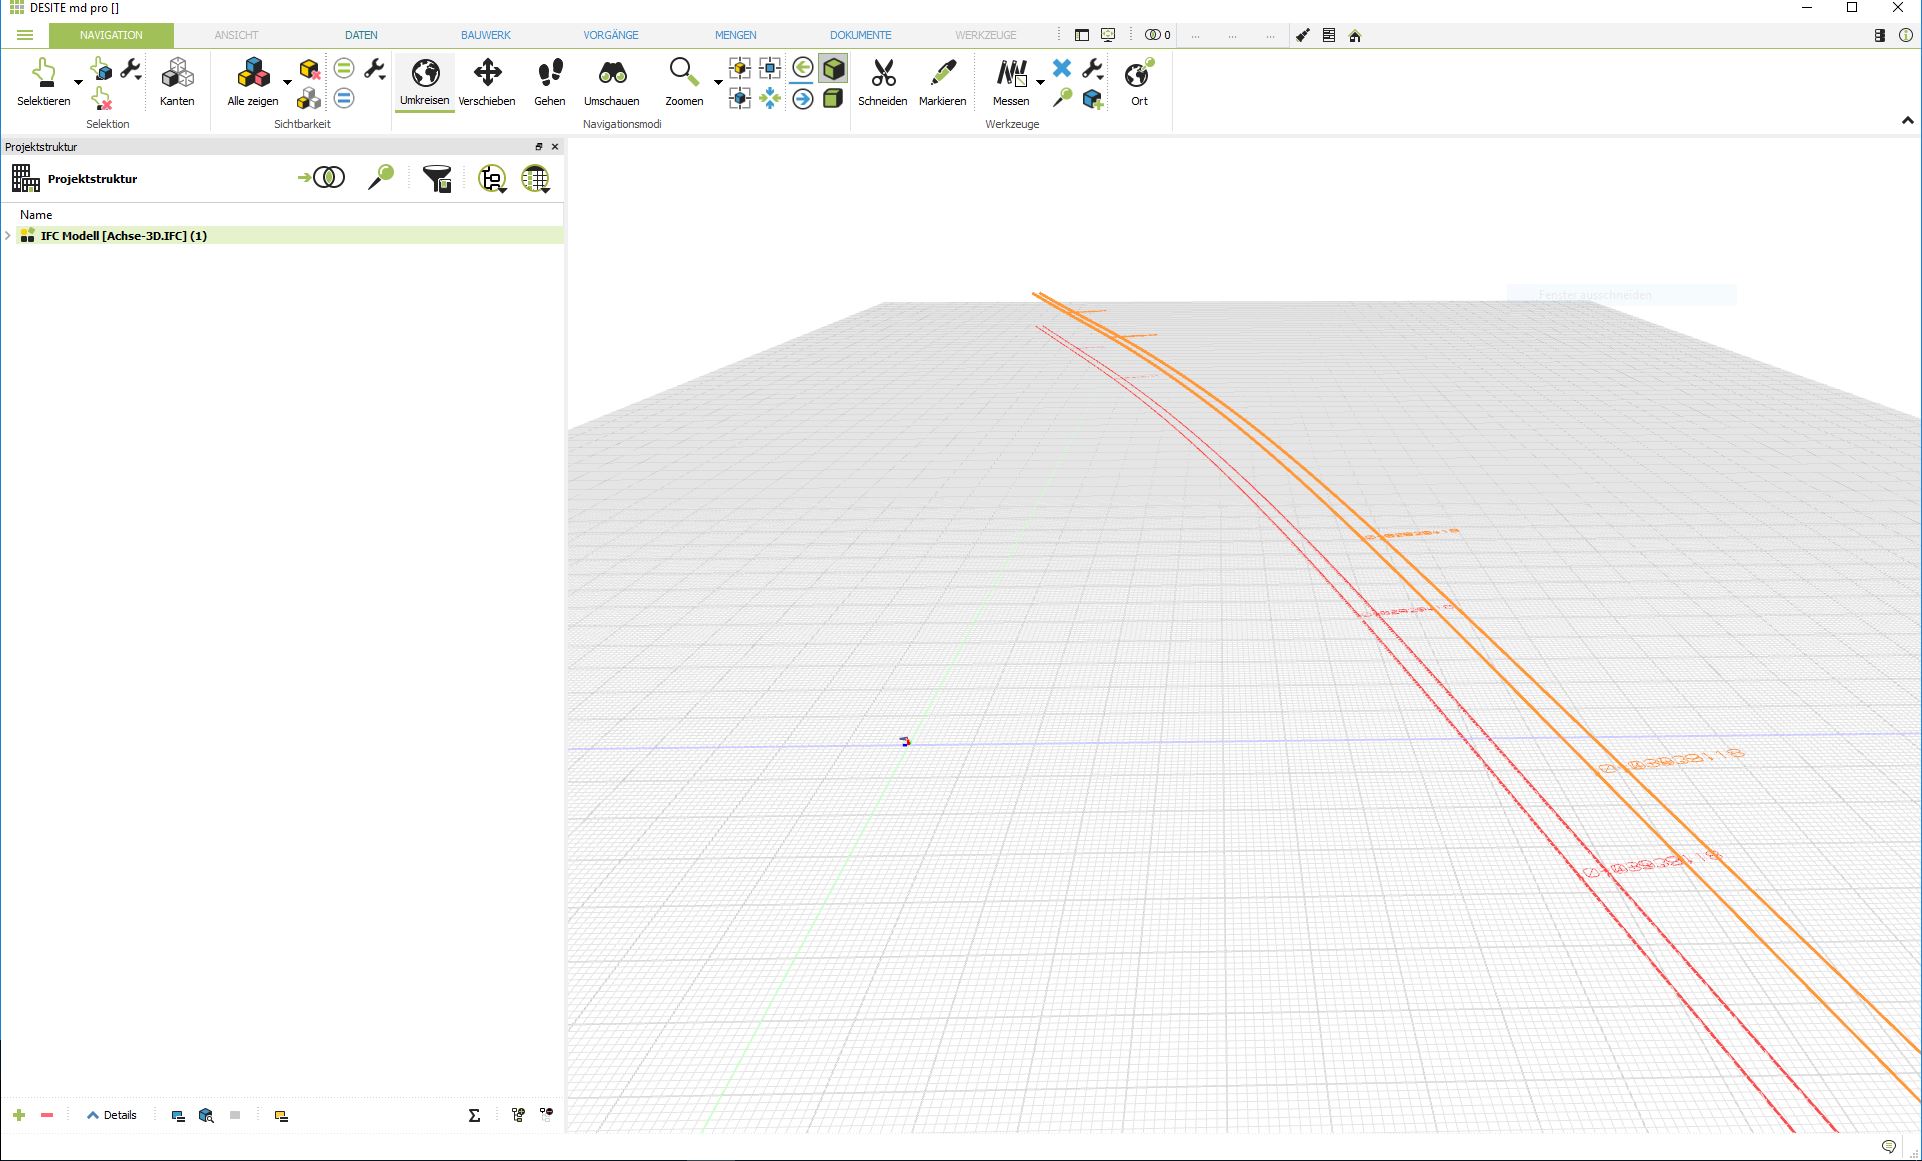 DESITE md pro []
NAVIGATION ANSICHT DATEN BAUWERK VORGÄNGE MENGEN DOKUMENTE WERKZEUGE 0 ... ... ...
Selektieren Kanten Alle zeigen Umkreisen Verschieben Gehen Umschauen Zoomen Schneiden Markieren Messen Ort
Selektion Sichtbarkeit Navigationsmodi Werkzeuge
Projektstruktur
Projektstruktur
Name
IFC Modell [Achse-3D.IFC] (1)
Fenster ausschneiden
Details